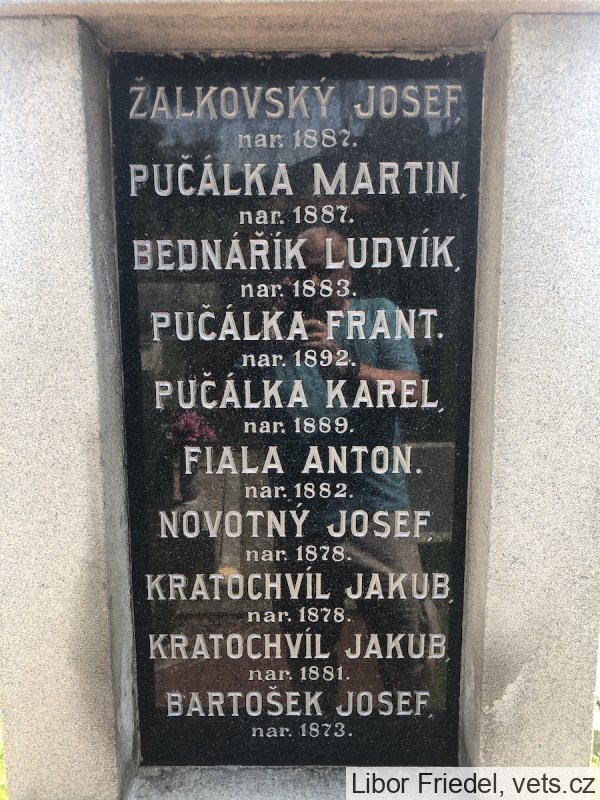 ŽALKOVSKÝ JOSEF,
nar. 1887.
PUČÁLKA MARTIN,
nar. 1887.
BEDNÁŘÍK LUDVÍK,
nar. 1883.
PUČÁLKA FRANT.
nar. 1892.
PUČÁLKA KAREL,
nar. 1889.
FIALA ANTON.
nar. 1882.
NOVOTNÝ JOSEF,
nar. 1878.
KRATOCHVÍL JAKUB,
nar. 1878.
KRATOCHVÍL JAKUB,
nar. 1881.
BARTOŠEK JOSEF,
nar. 1873.
Libor Friedel, vets.cz